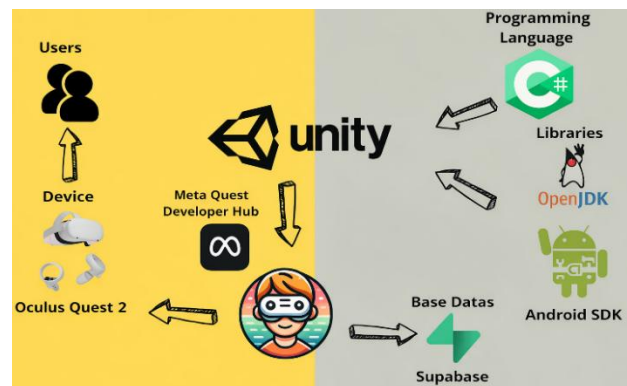 Users
Device
Oculus Quest 2
unity
Meta Quest
Developer Hub
Programming
Language
C#
Libraries
OpenJDK
Android SDK
Base Datas
Supabase